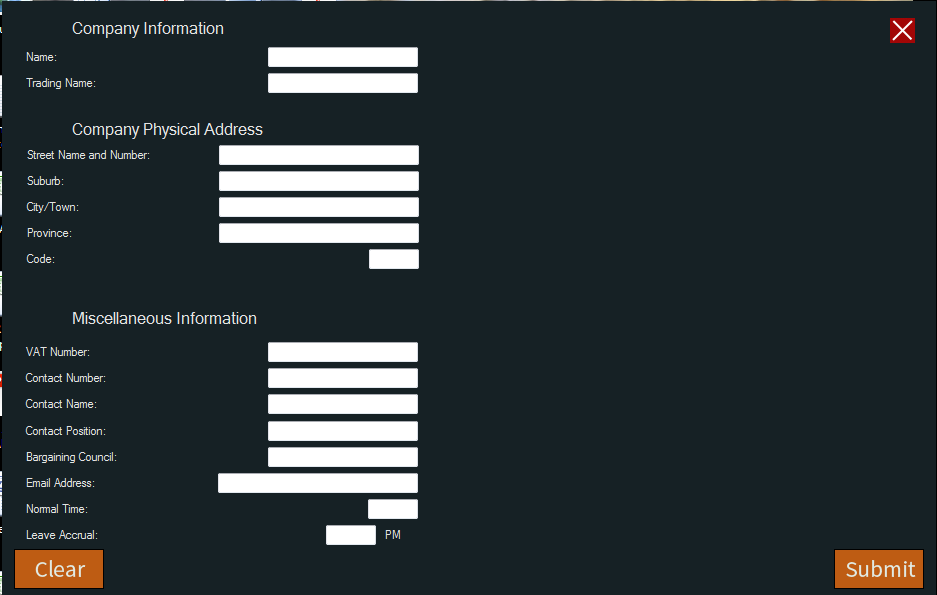 Company Information
Name:
Trading Name:
Company Physical Address
Street Name and Number:
Suburb:
City/Town:
Province:
Code:
Miscellaneous Information
VAT Number:
Contact Number:
Contact Name:
Contact Position:
Bargaining Council:
Email Address:
Normal Time:
Leave Accrual: PM
Clear
Submit